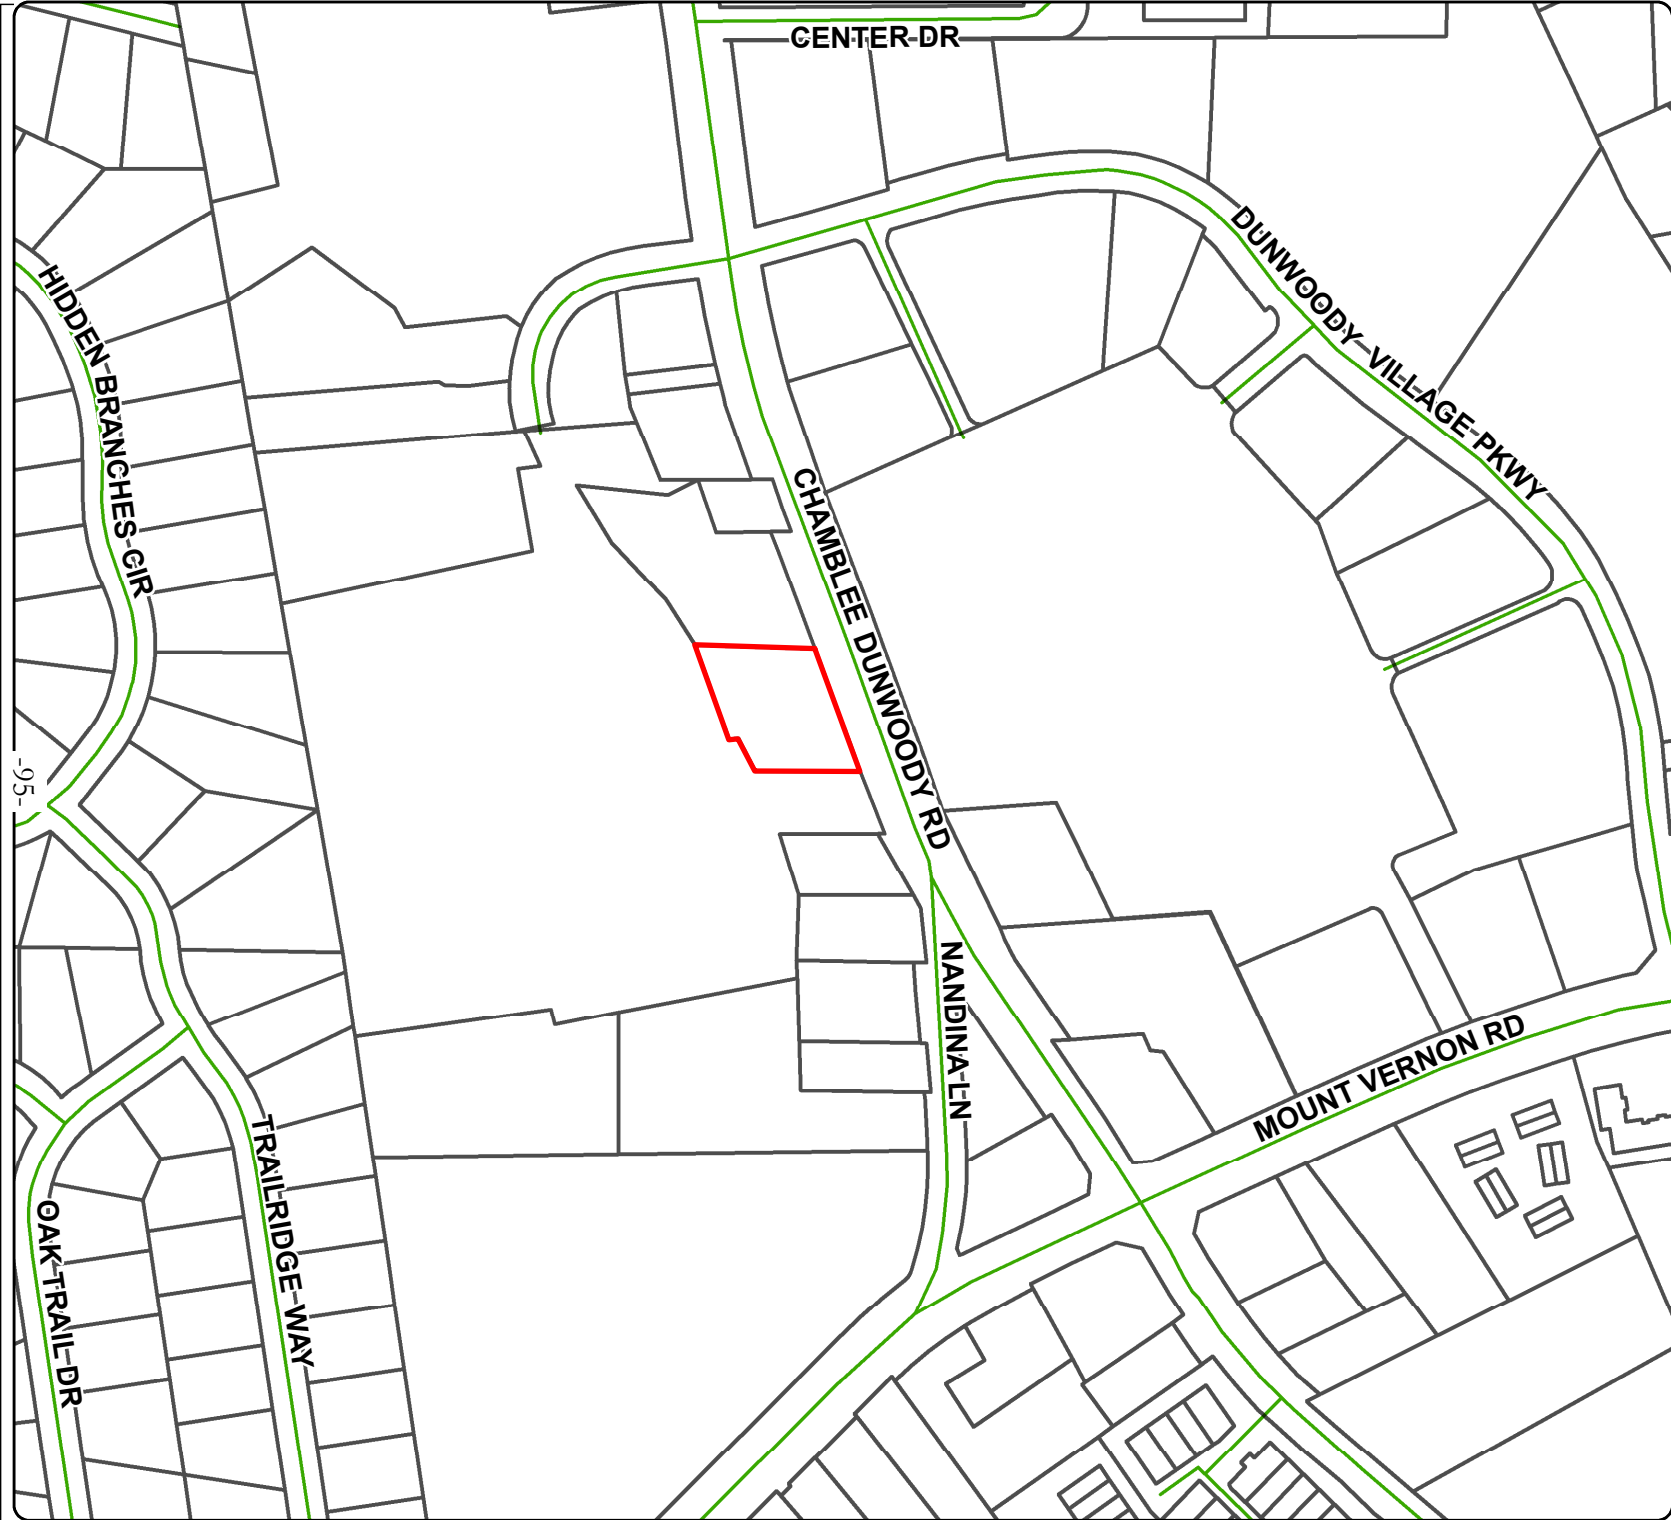 CENTER DR
DUNWOODY VILLAGE PKWY
HIDDEN BRANCHES CIR
CHAMBLEE DUNWOODY RD
-95-
NANDINA LN
MOUNT VERNON RD
TRAILRIDGE WAY
OAK TRAIL DR